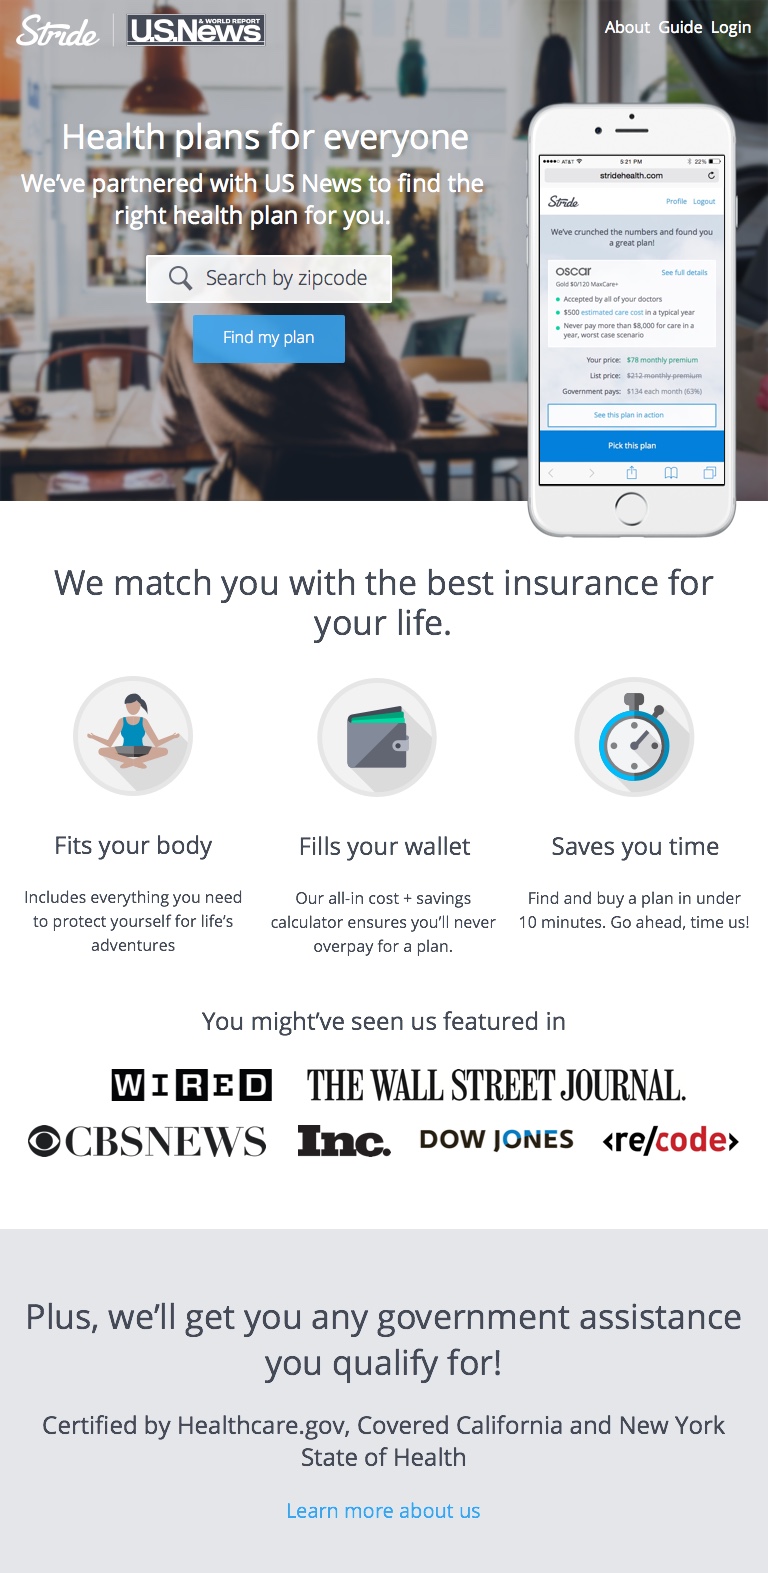 Stride
U.S.News
& WORLD REPORT
About Guide Login
Health plans for everyone
We've partnered with US News to find the
right health plan for you.
Search by zipcode
Find my plan
AT&T 5:21 PM 22%
stridehealth.com
Stride
Profile Logout
We've crunched the numbers and found you
a great plan!
oscar
See full details
Gold $0/120 MaxCare+
Accepted by all of your doctors
$500 estimated care cost in a typical year
Never pay more than $8,000 for care in a
year, worst case scenario
Your price: $78 monthly premium
List price: $212 monthly premium
Government pays: $134 each month (63%)
See this plan in action
Pick this plan
We match you with the best insurance for
your life.
Fits your body
Includes everything you need
to protect yourself for life's
adventures
Fills your wallet
Our all-in cost + savings
calculator ensures you'll never
overpay for a plan.
Saves you time
Find and buy a plan in under
10 minutes. Go ahead, time us!
You might've seen us featured in
WIRED
THE WALL STREET JOURNAL.
CBSNEWS
Inc.
DOW JONES
<re/code>
Plus, we'll get you any government assistance
you qualify for!
Certified by Healthcare.gov, Covered California and New York
State of Health
Learn more about us